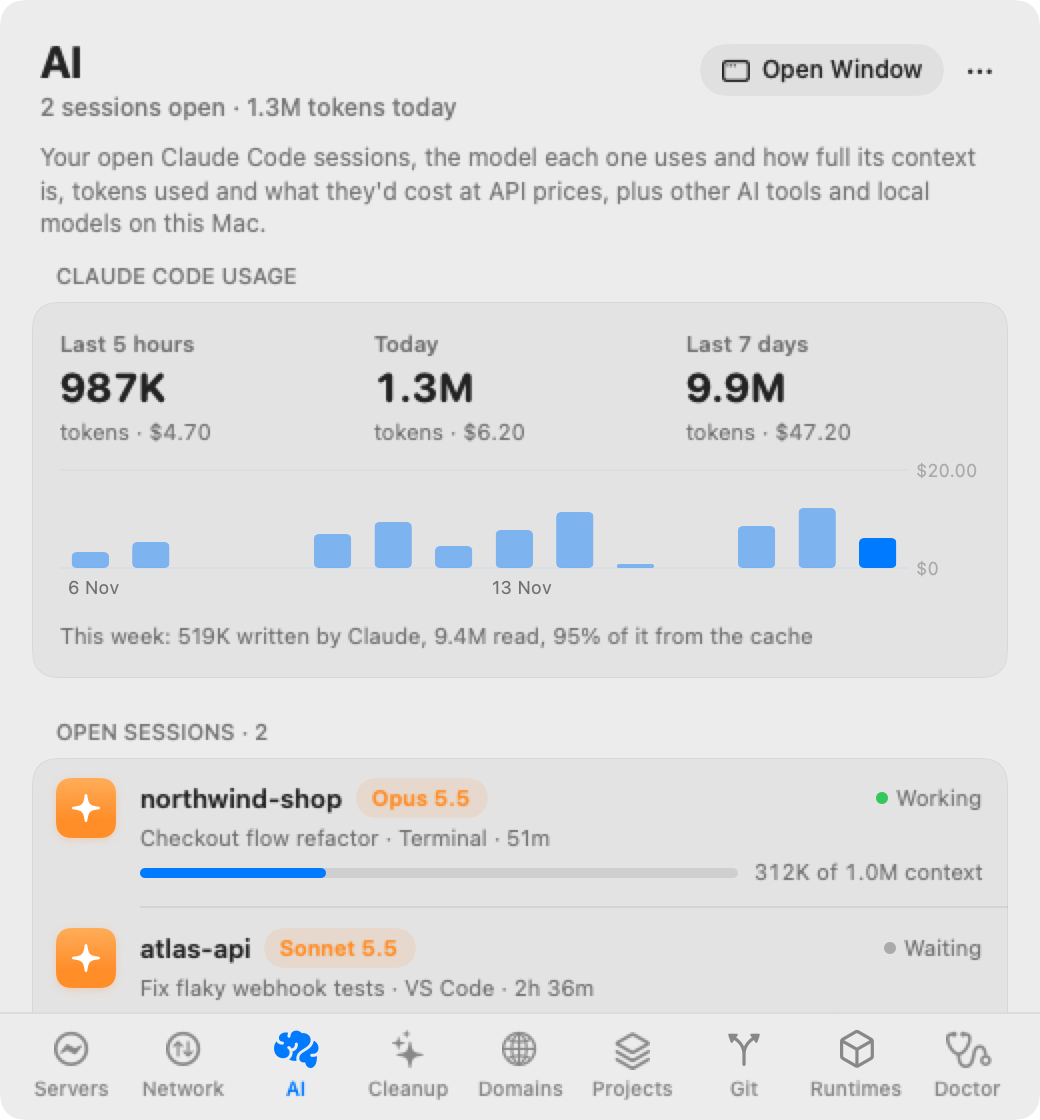 AI
Open Window
2 sessions open · 1.3M tokens today
Your open Claude Code sessions, the model each one uses and how full its context
is, tokens used and what they'd cost at API prices, plus other AI tools and local
models on this Mac.
CLAUDE CODE USAGE
Last 5 hours
987K
tokens · $4.70
Today
1.3M
tokens · $6.20
Last 7 days
9.9M
tokens · $47.20
$20.00
$0
6 Nov
13 Nov
This week: 519K written by Claude, 9.4M read, 95% of it from the cache
OPEN SESSIONS · 2
northwind-shop
Opus 5.5
Working
Checkout flow refactor · Terminal · 51m
312K of 1.0M context
atlas-api
Sonnet 5.5
Waiting
Fix flaky webhook tests · VS Code · 2h 36m
Servers
Network
AI
Cleanup
Domains
Projects
Git
Runtimes
Doctor